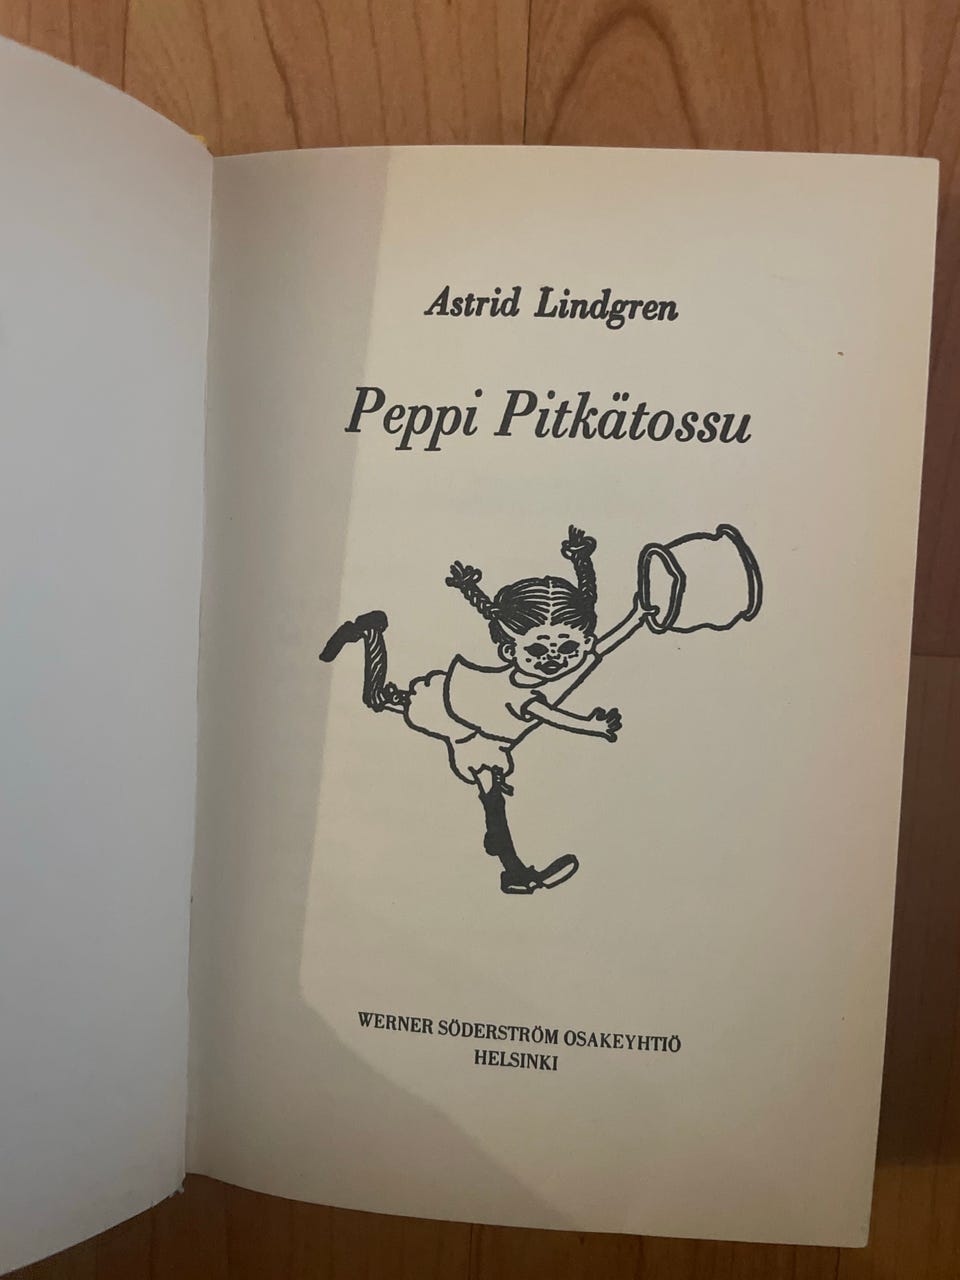 Astrid Lindgren
Peppi Pitkätossu
WERNER SÖDERSTRÖM OSAKEYHTIÖ
HELSINKI